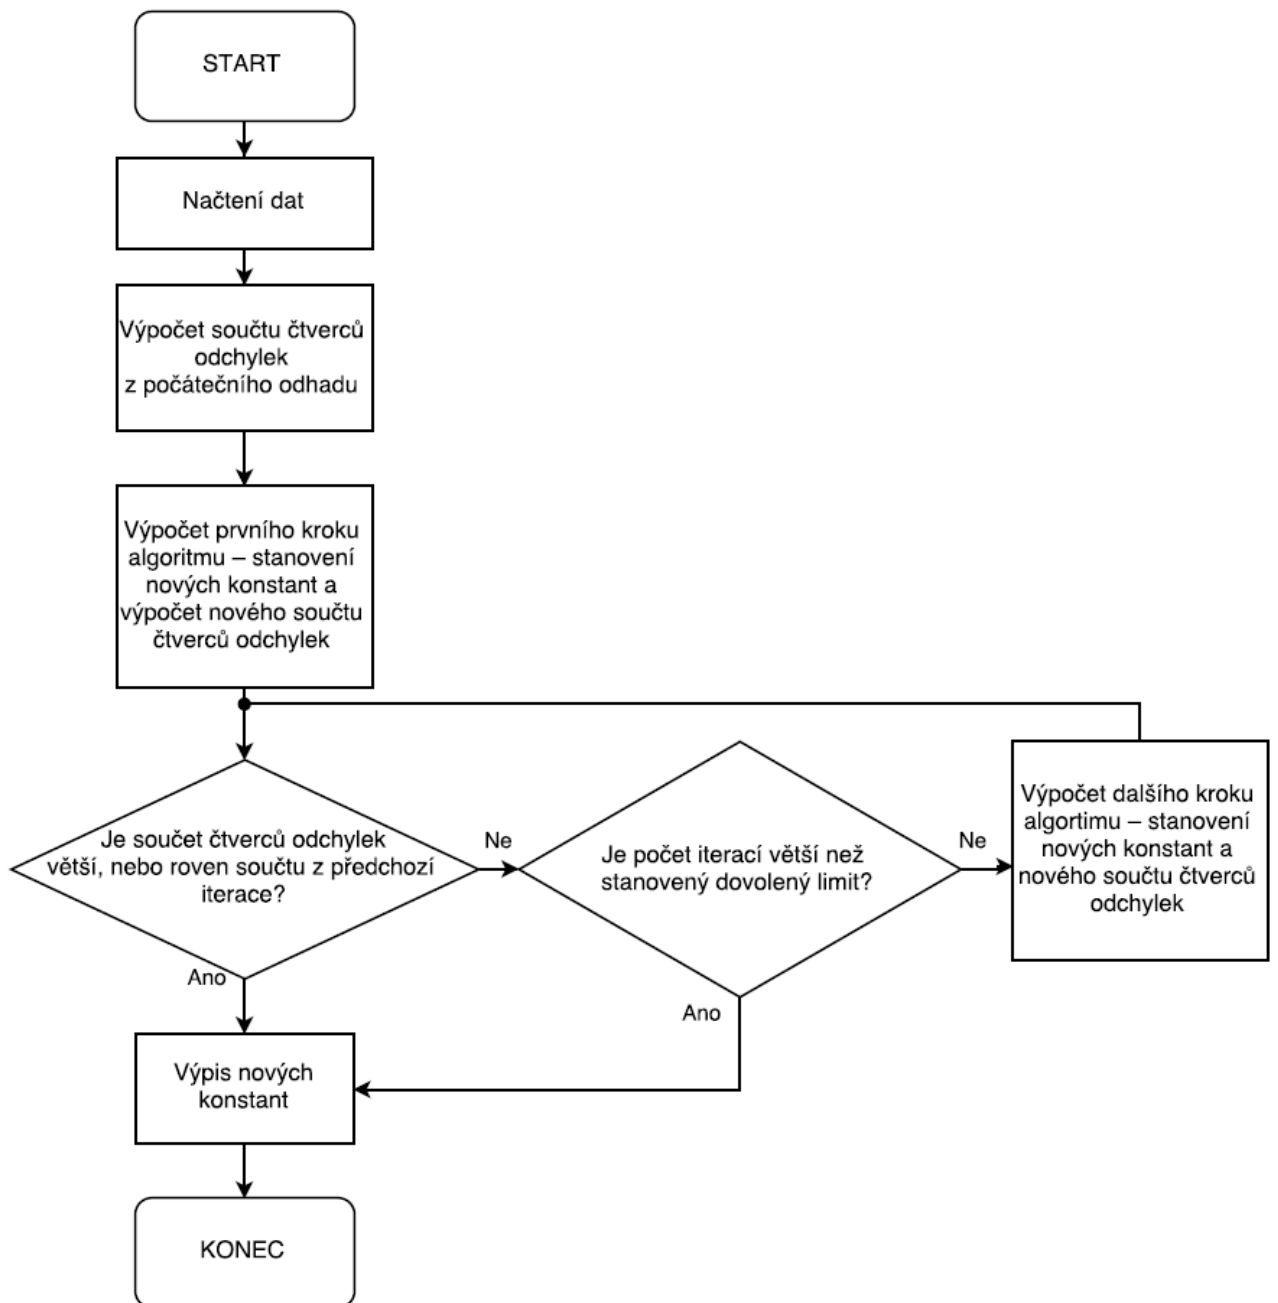 START
Načtení dat
Výpočet součtu čtverců
odchylek
z počátečního odhadu
Výpočet prvního kroku
algoritmu – stanovení
nových konstant a
výpočet nového součtu
čtverců odchylek
Je součet čtverců odchylek
větší, nebo roven součtu z předchozí
iterace?
Ne
Je počet iterací větší než
stanovený dovolený limit?
Ne
Výpočet dalšího kroku
algortimu – stanovení
nových konstant a
nového součtu čtverců
odchylek
Ano
Ano
Výpis nových
konstant
KONEC